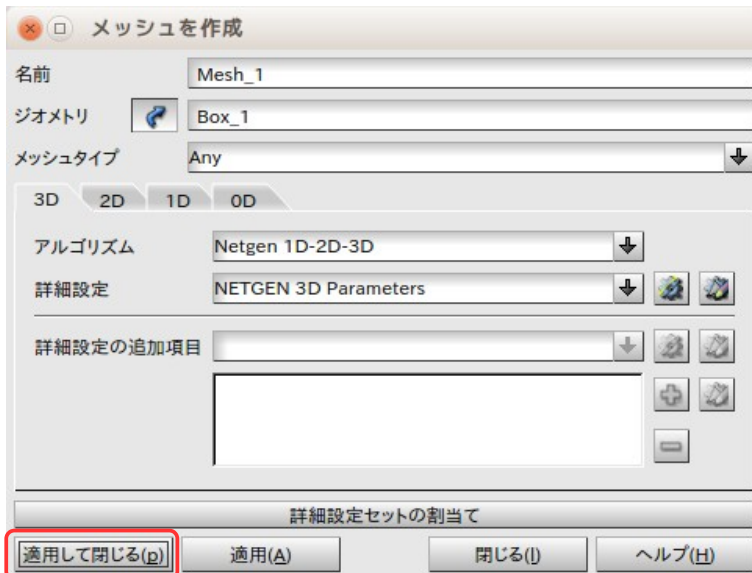 メッシュを作成
名前 Mesh_1
ジオメトリ Box_1
メッシュタイプ Any
3D 2D 1D 0D
アルゴリズム Netgen 1D-2D-3D
詳細設定 NETGEN 3D Parameters
詳細設定の追加項目
詳細設定セットの割当て
適用して閉じる(p) 適用(A) 閉じる(l) ヘルプ(H)